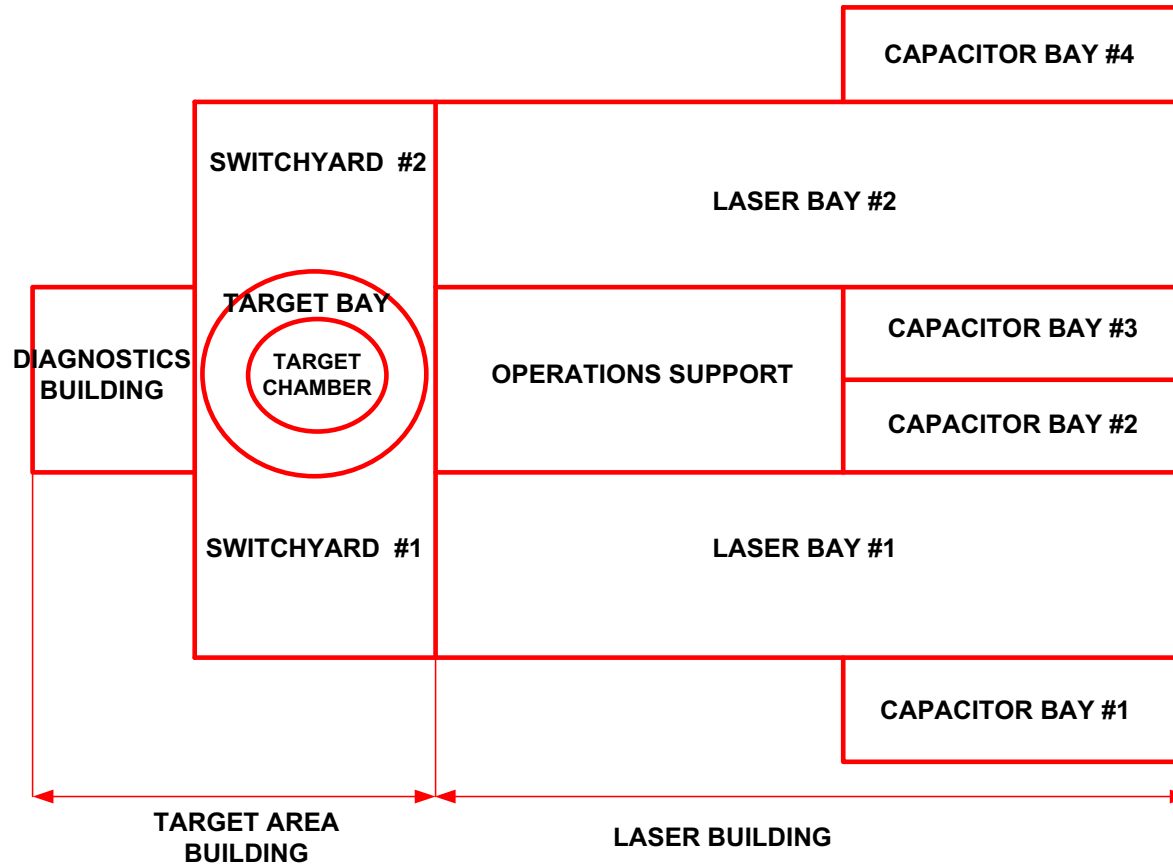 CAPACITOR BAY #4
SWITCHYARD #2
LASER BAY #2
TARGET BAY
CAPACITOR BAY #3
DIAGNOSTICS
BUILDING
TARGET
CHAMBER
OPERATIONS SUPPORT
CAPACITOR BAY #2
SWITCHYARD #1
LASER BAY #1
CAPACITOR BAY #1
TARGET AREA
BUILDING
LASER BUILDING